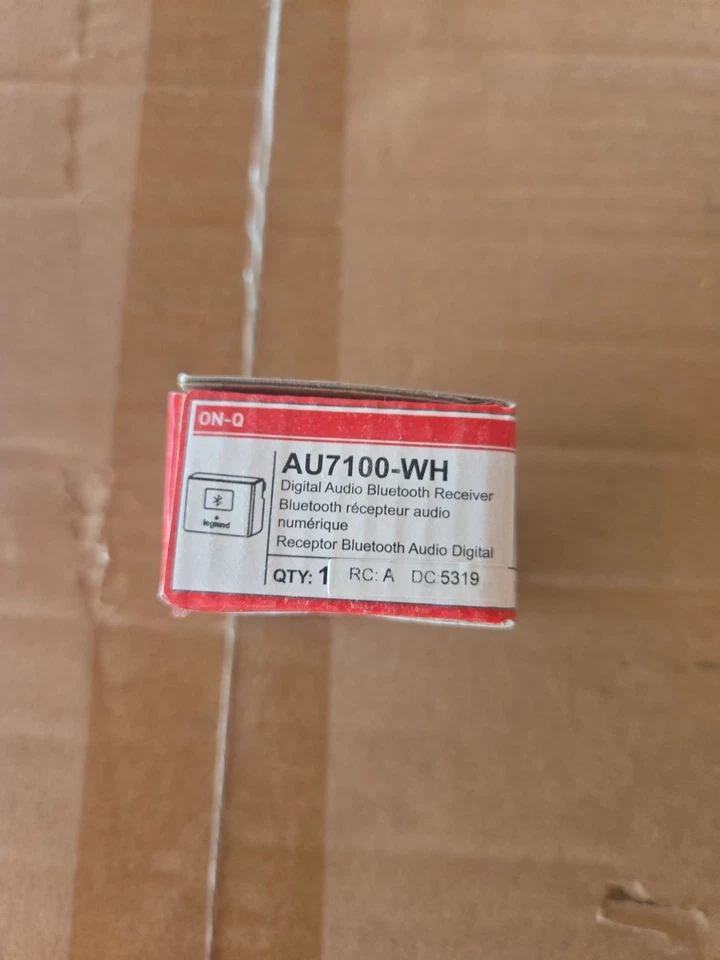 ON-Q
AU7100-WH
Digital Audio Bluetooth Receiver
Bluetooth récepteur audio
numérique
Receptor Bluetooth Audio Digital
legrand
QTY: 1 RC: A DC:5319